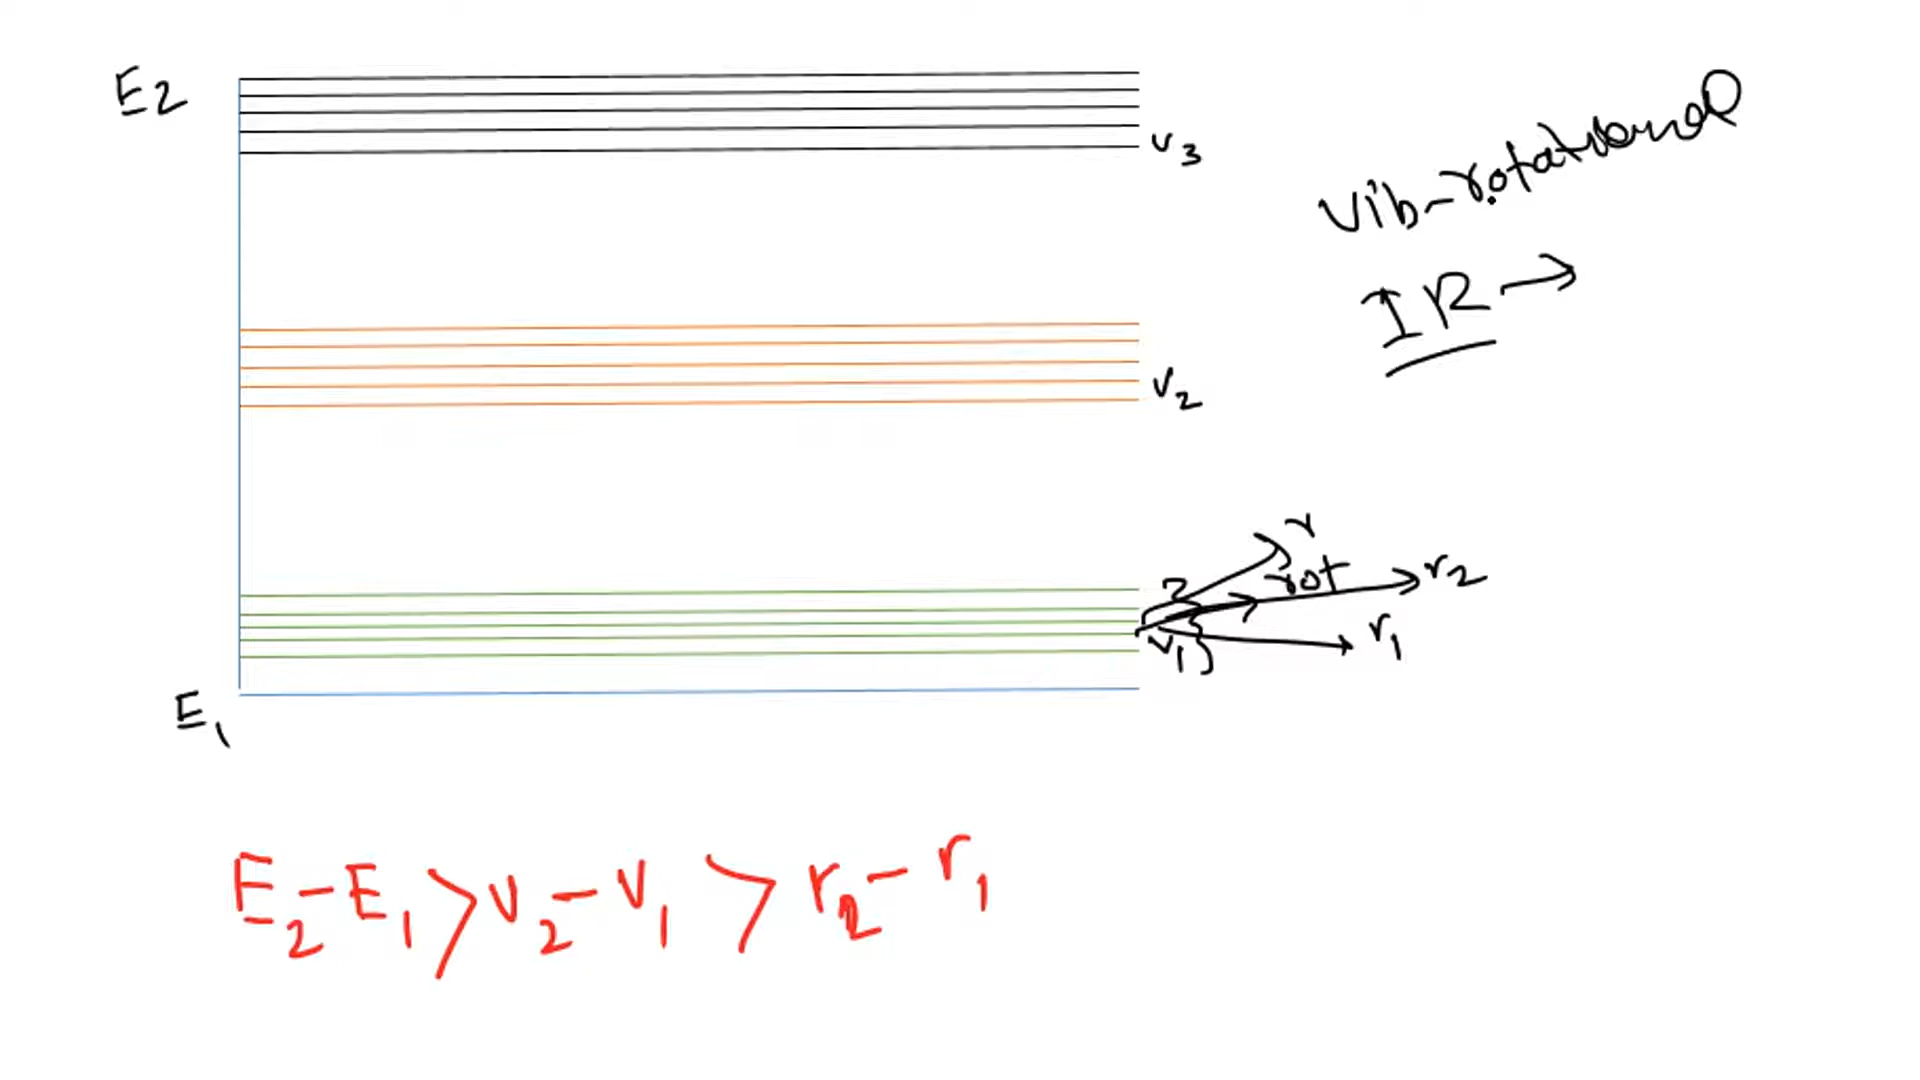 E2
v3
vib-rotational
IR →
v2
r
rot
r2
v1
r1
E1
E2 - E1 > v2 - v1 > r2 - r1